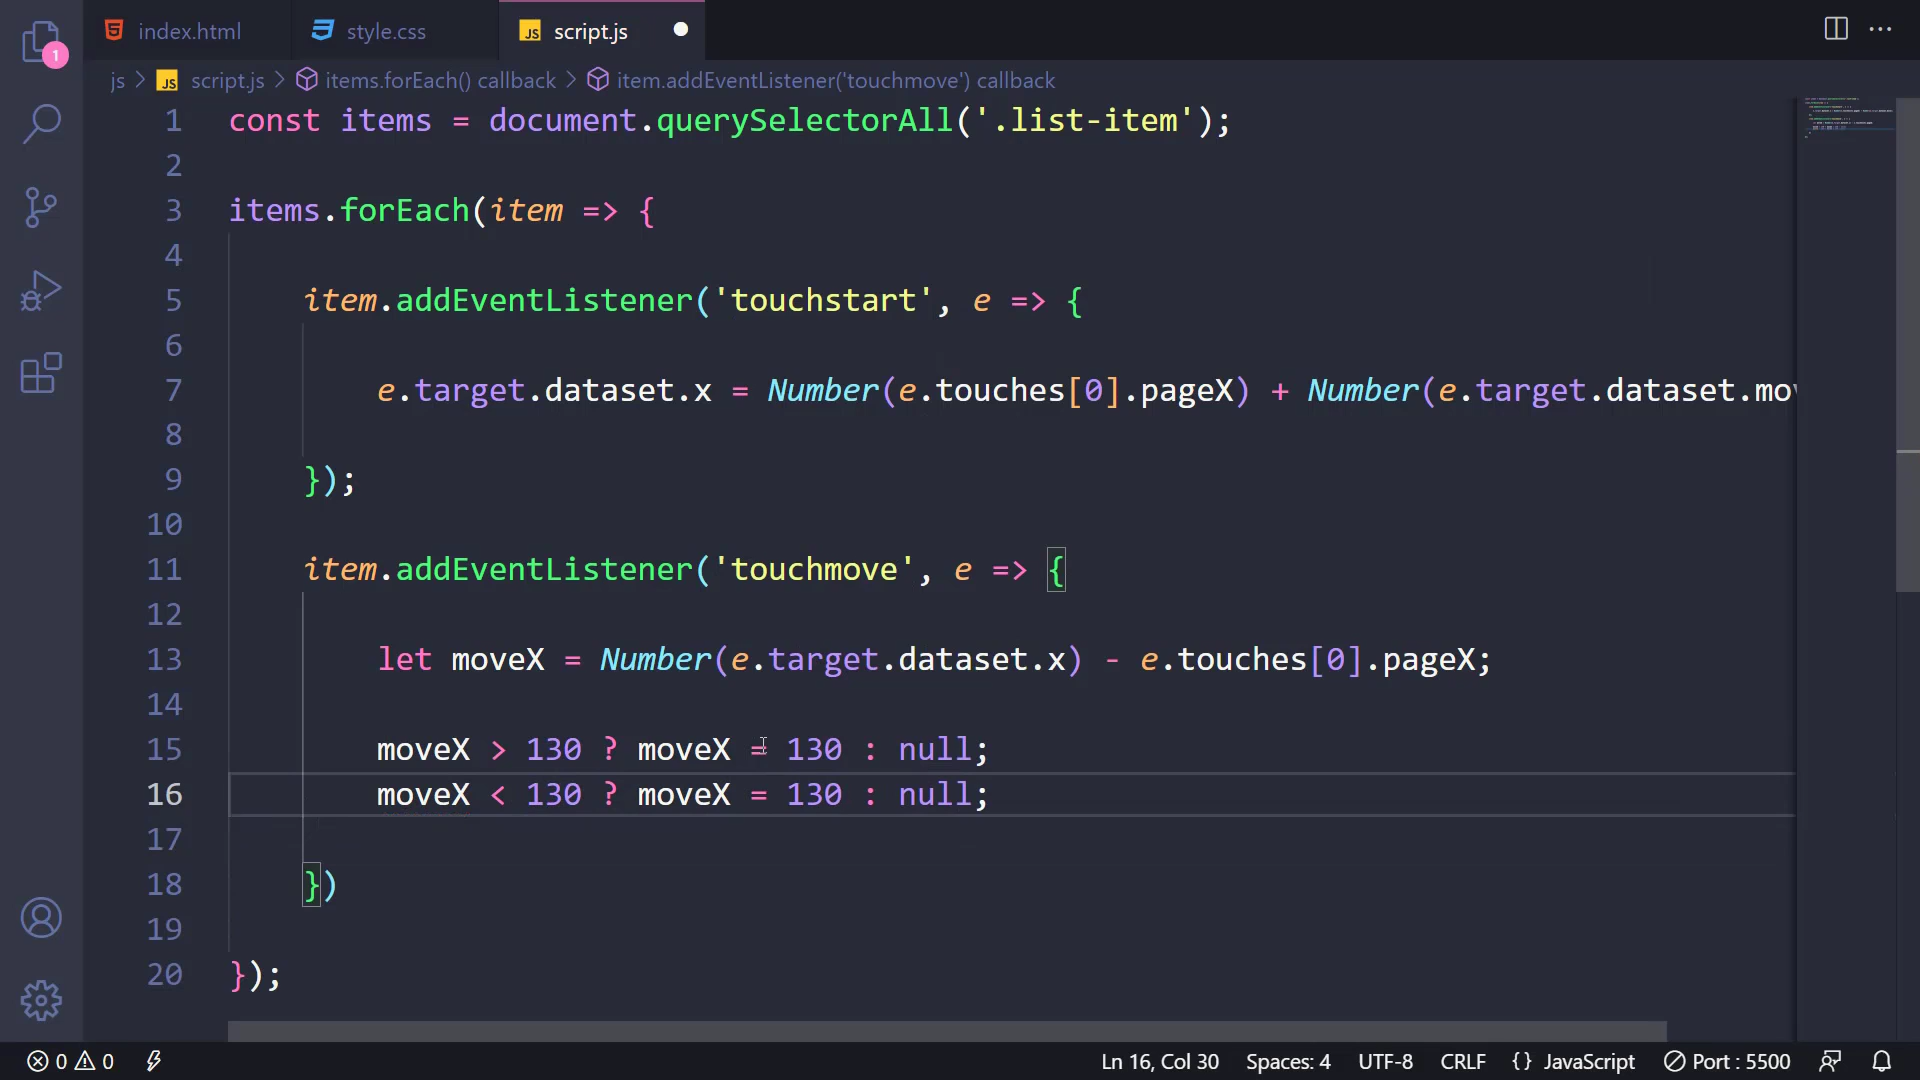 index.html
style.css
JS script.js
1
js > JS script.js > items.forEach() callback > item.addEventListener('touchmove') callback
1 const items = document.querySelectorAll('.list-item');
2
3 items.forEach(item => {
4
5 item.addEventListener('touchstart', e => {
6
7 e.target.dataset.x = Number(e.touches[0].pageX) + Number(e.target.dataset.mov
8
9 });
10
11 item.addEventListener('touchmove', e => {
12
13 let moveX = Number(e.target.dataset.x) - e.touches[0].pageX;
14
15 moveX > 130 ? moveX = 130 : null;
16 moveX < 130 ? moveX = 130 : null;
17
18 })
19
20 });
0 0 Ln 16, Col 30 Spaces: 4 UTF-8 CRLF {} JavaScript Port : 5500